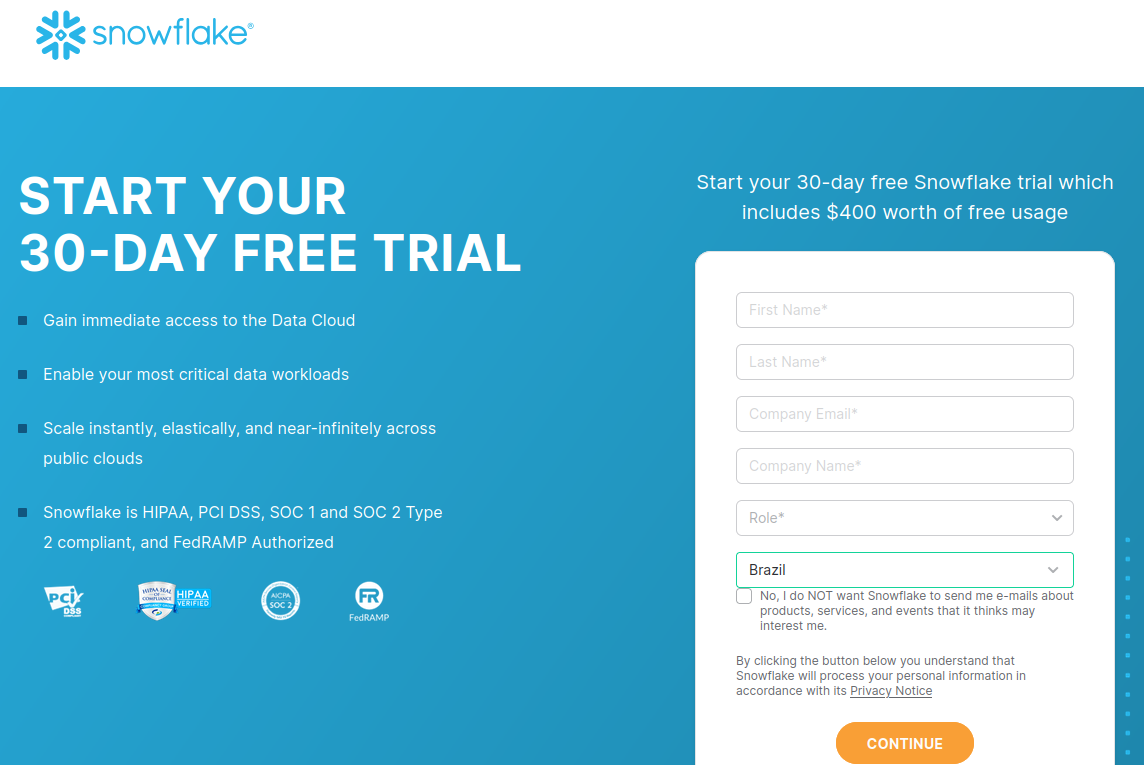 snowflake®
START YOUR
30-DAY FREE TRIAL
Gain immediate access to the Data Cloud
Enable your most critical data workloads
Scale instantly, elastically, and near-infinitely across
public clouds
Snowflake is HIPAA, PCI DSS, SOC 1 and SOC 2 Type
2 compliant, and FedRAMP Authorized
PCI
DSS
COMPLIANT
HIPAA SEAL
OF
COMPLIANCE
HIPAA
VERIFIED
AICPA
SOC 2
FR
FedRAMP
Start your 30-day free Snowflake trial which
includes $400 worth of free usage
First Name*
Last Name*
Company Email*
Company Name*
Role*
Brazil
No, I do NOT want Snowflake to send me e-mails about
products, services, and events that it thinks may
interest me.
By clicking the button below you understand that
Snowflake will process your personal information in
accordance with its Privacy Notice
CONTINUE